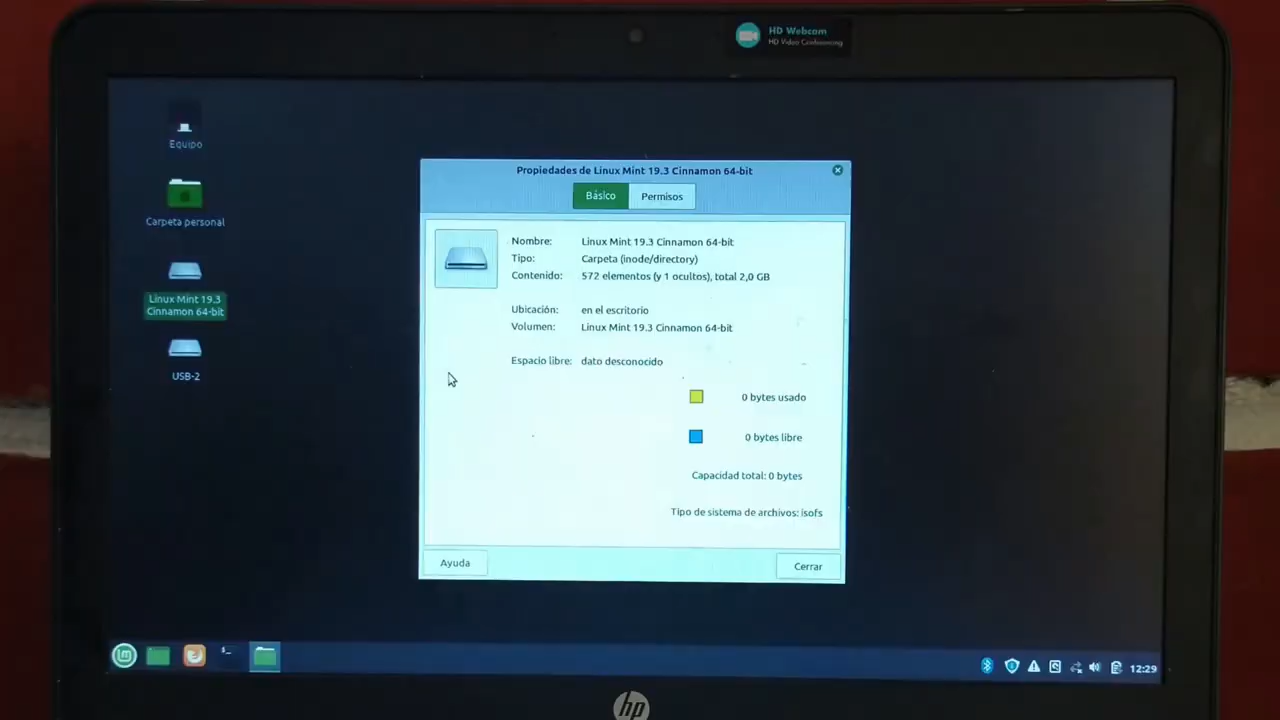 HD Webcam
HD Video Conferencing
Equipo
Carpeta personal
Linux Mint 19.3
Cinnamon 64-bit
USB-2
Propiedades de Linux Mint 19.3 Cinnamon 64-bit
Básico
Permisos
Nombre: Linux Mint 19.3 Cinnamon 64-bit
Tipo: Carpeta (inode/directory)
Contenido: 572 elementos (y 1 ocultos), total 2,0 GB
Ubicación: en el escritorio
Volumen: Linux Mint 19.3 Cinnamon 64-bit
Espacio libre: dato desconocido
0 bytes usado
0 bytes libre
Capacidad total: 0 bytes
Tipo de sistema de archivos: isofs
Ayuda
Cerrar
12:29
hp